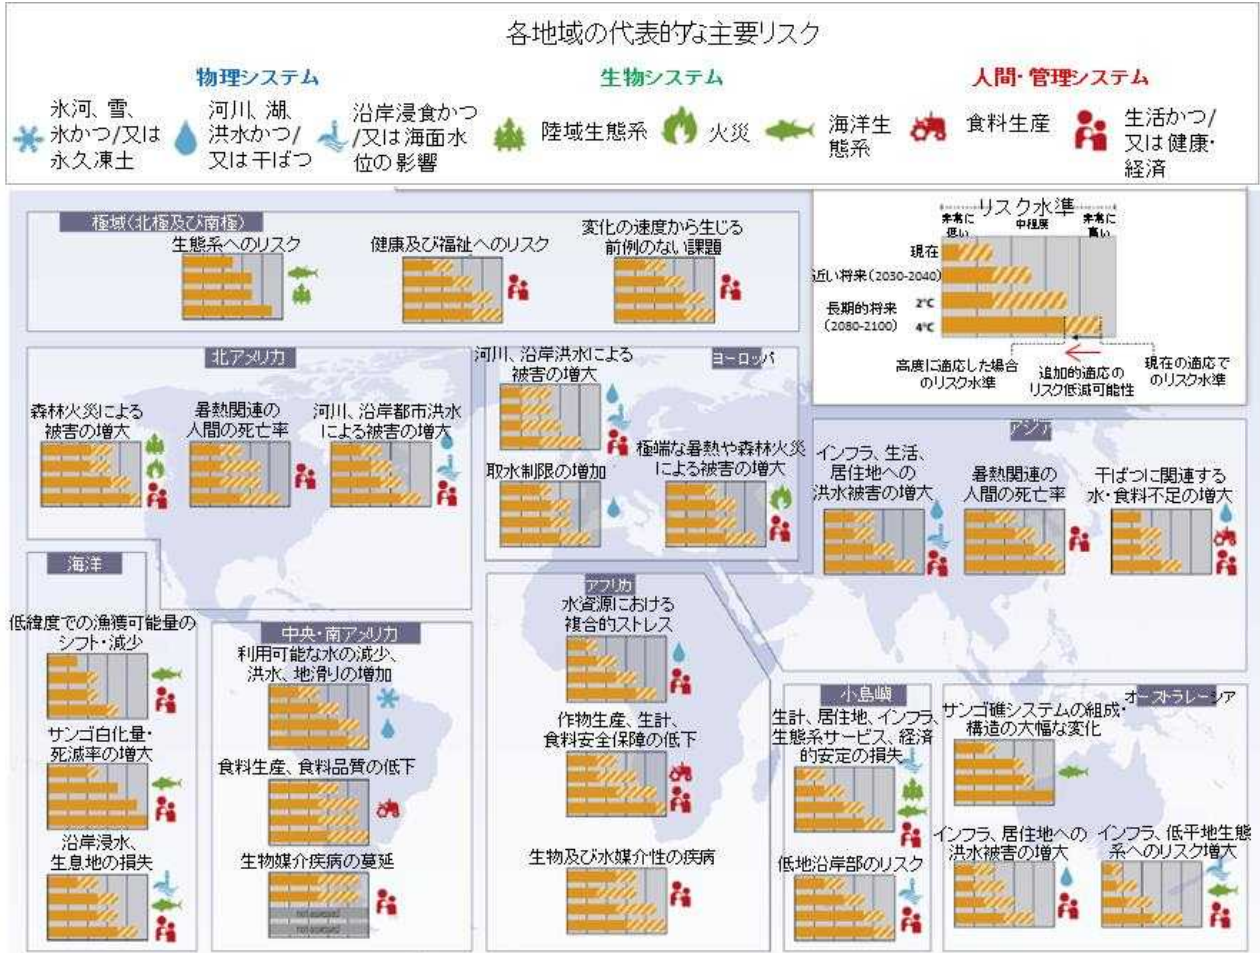 各地域の代表的な主要リスク
物理システム
生物システム
人間・管理システム
氷河、雪、
氷かつ/又は
永久凍土
河川、湖、
洪水かつ/
又は干ばつ
沿岸浸食かつ
/又は海面水
位の影響
陸域生態系
火災
海洋生
態系
食料生産
生活かつ/
又は健康・
経済
リスク水準
非常に
低い
中程度
非常に
高い
現在
近い将来(2030-2040)
長期的将来
(2080-2100)
2℃
4℃
高度に適応した場合
のリスク水準
追加的適応の
リスク低減可能性
現在の適応で
のリスク水準
極域(北極及び南極)
生態系へのリスク
健康及び福祉へのリスク
変化の速度から生じる
前例のない課題
北アメリカ
森林火災による
被害の増大
暑熱関連の
人間の死亡率
河川、沿岸都市洪水
による被害の増大
ヨーロッパ
河川、沿岸洪水による
被害の増大
取水制限の増加
極端な暑熱や森林火災
による被害の増大
アジア
インフラ、生活、
居住地への
洪水被害の増大
暑熱関連の
人間の死亡率
干ばつに関連する
水・食料不足の増大
海洋
低緯度での漁獲可能量の
シフト・減少
サンゴ白化量・
死滅率の増大
沿岸浸水、
生息地の損失
中央・南アメリカ
利用可能な水の減少、
洪水、地滑りの増加
食料生産、食料品質の低下
生物媒介疾病の蔓延
not assessed
not assessed
アフリカ
水資源における
複合的ストレス
作物生産、生計、
食料安全保障の低下
生物及び水媒介性の疾病
小島嶼
生計、居住地、インフラ、
生態系サービス、経済
的安定の損失
低地沿岸部のリスク
オーストラレーシア
サンゴ礁システムの組成・
構造の大幅な変化
インフラ、居住地への
洪水被害の増大
インフラ、低平地生態
系へのリスク増大